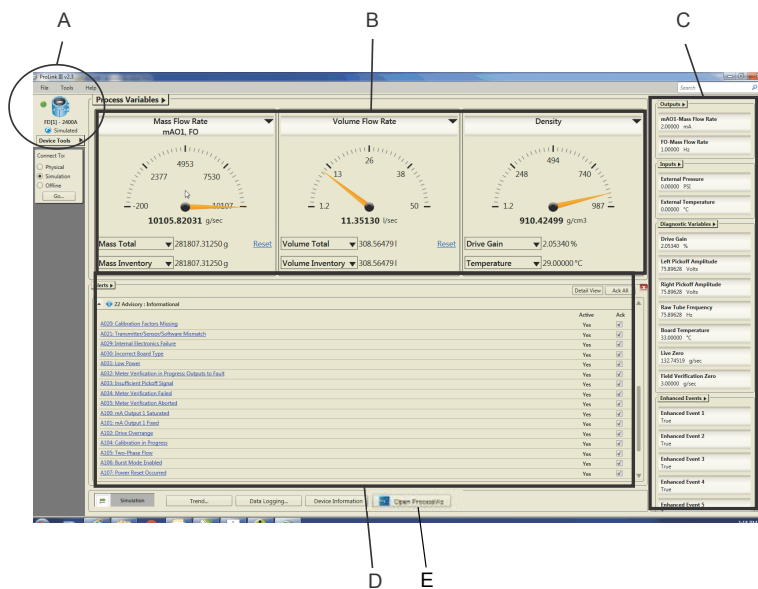 A
B
C
ProLink III v2.3
File Tools Help
Search
FD[1] - 2400A
Simulated
Device Tools
Connect To:
Physical
Simulation
Offline
Go...
Process Variables
Mass Flow Rate
mAO1, FO
4953
2377
7530
-200
10107
10105.82031 g/sec
Mass Total
281807.31250 g
Reset
Mass Inventory
281807.31250 g
Volume Flow Rate
26
13
38
1.2
50
11.35130 l/sec
Volume Total
308.56479 l
Reset
Volume Inventory
308.56479 l
Density
494
248
740
1.2
987
910.42499 g/cm3
Drive Gain
2.05340 %
Temperature
29.00000 °C
Alerts
Detail View
Ack All
22 Advisory : Informational
Active Ack
A020: Calibration Factors Missing Yes
A021: Transmitter/Sensor/Software Mismatch Yes
A029: Internal Electronics Failure Yes
A030: Incorrect Board Type Yes
A031: Low Power Yes
A032: Meter Verification in Progress: Outputs to Fault Yes
A033: Insufficient Pickoff Signal Yes
A034: Meter Verification Failed Yes
A035: Meter Verification Aborted Yes
A100: mA Output 1 Saturated Yes
A101: mA Output 1 Fixed Yes
A102: Drive Overrange Yes
A104: Calibration in Progress Yes
A105: Two-Phase Flow Yes
A106: Burst Mode Enabled Yes
A107: Power Reset Occurred Yes
Simulation
Trend...
Data Logging...
Device Information
Open ProcessViz
Outputs
mAO1-Mass Flow Rate
2.00000 mA
FO-Mass Flow Rate
1.00000 Hz
Inputs
External Pressure
0.00000 PSI
External Temperature
0.00000 °C
Diagnostic Variables
Drive Gain
2.05340 %
Left Pickoff Amplitude
75.89628 Volts
Right Pickoff Amplitude
75.89628 Volts
Raw Tube Frequency
75.89628 Hz
Board Temperature
33.00000 °C
Live Zero
132.74519 g/sec
Field Verification Zero
3.00000 g/sec
Enhanced Events
Enhanced Event 1
True
Enhanced Event 2
True
Enhanced Event 3
True
Enhanced Event 4
True
Enhanced Event 5
D
E